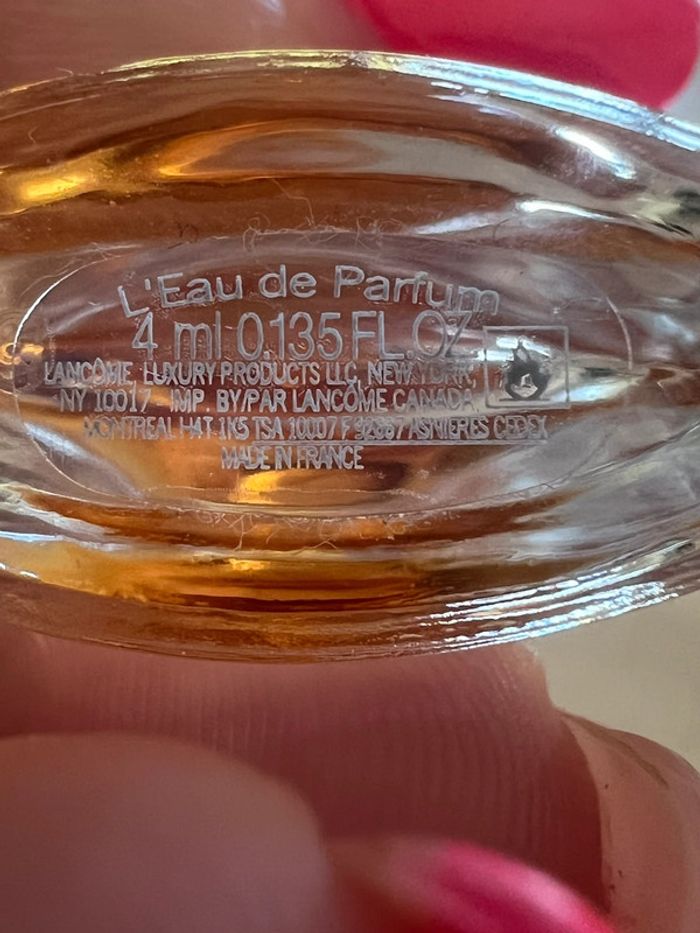 L'Eau de Parfum
4 ml 0.135 FL.OZ
LANCÔME, LUXURY PRODUCTS LLC, NEW YORK,
NY 10017 IMP. BY/PAR LANCÔME CANADA,
MONTREAL H4T 1K5 TSA 10007 F 92667 ASNIERES CEDEX
MADE IN FRANCE